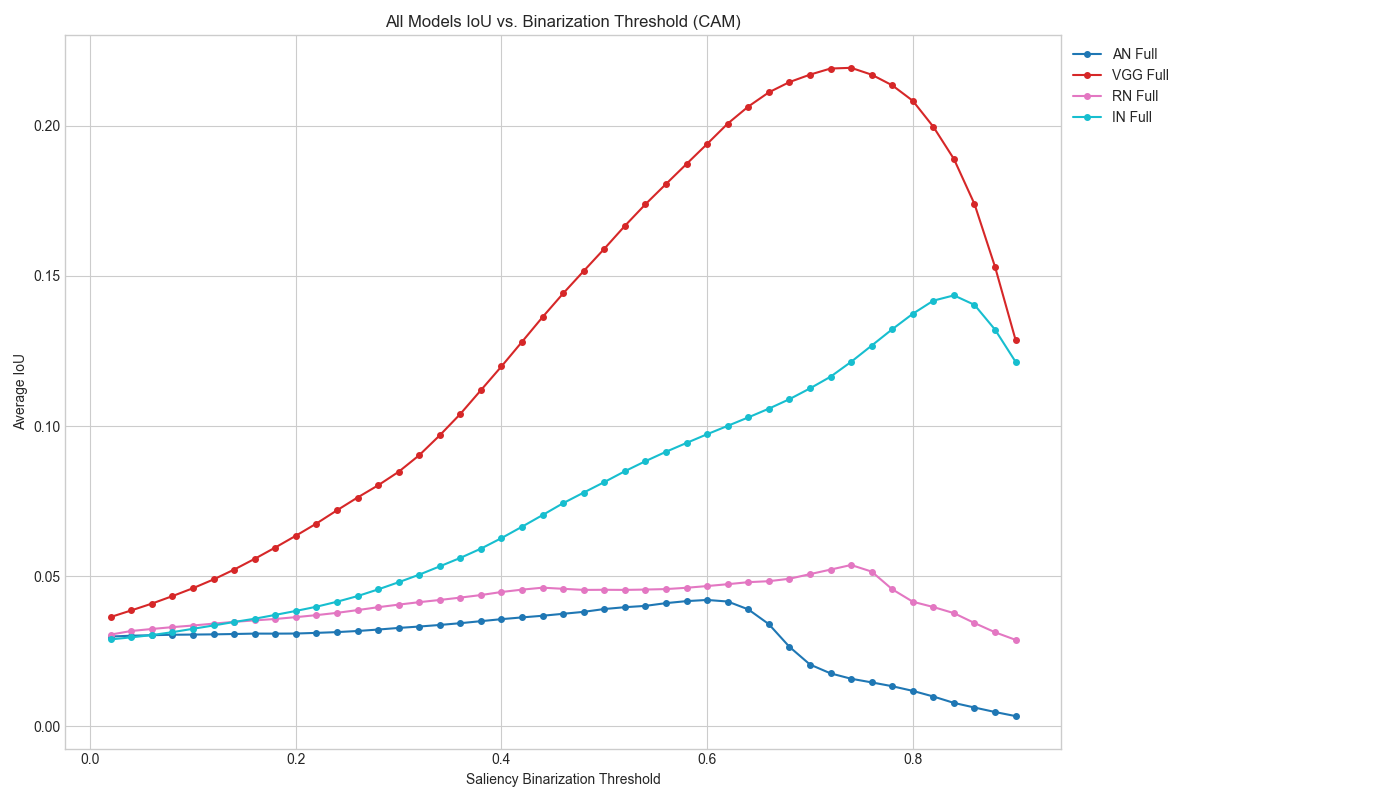 All Models IoU vs. Binarization Threshold (CAM)
AN Full
VGG Full
RN Full
IN Full
Average IoU
0.20
0.15
0.10
0.05
0.00
0.0 0.2 0.4 0.6 0.8
Saliency Binarization Threshold